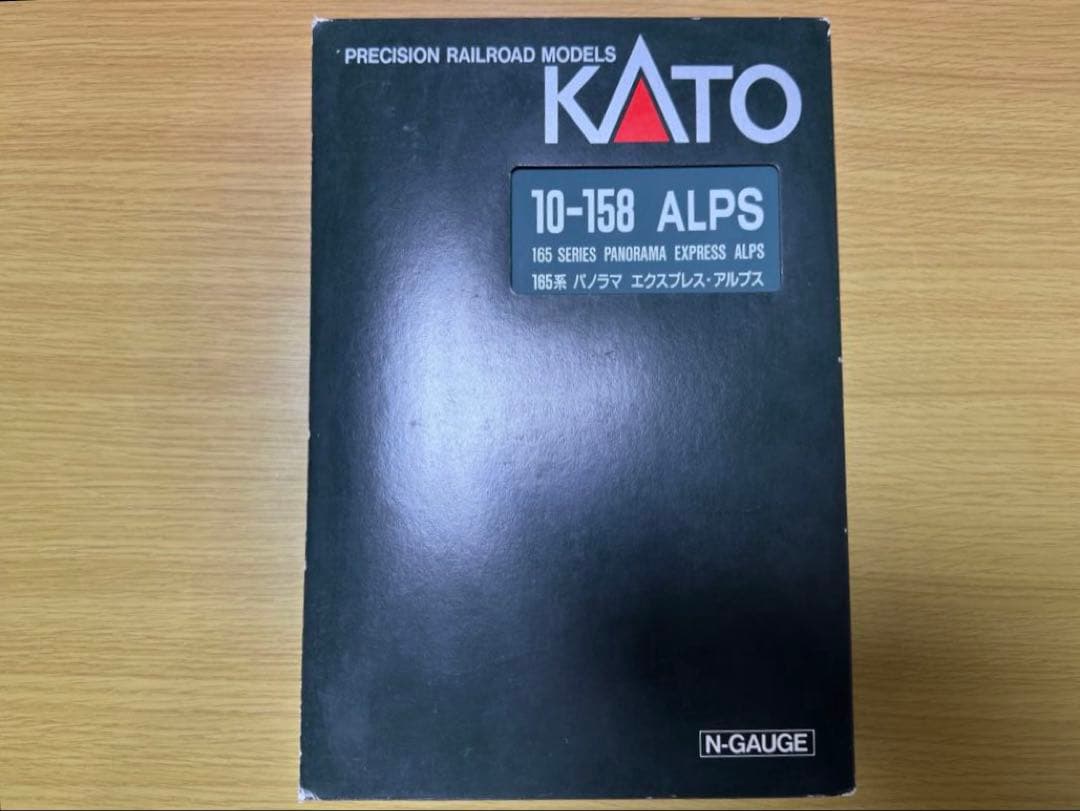 PRECISION RAILROAD MODELS
KATO
10-158 ALPS
165 SERIES PANORAMA EXPRESS ALPS
165系 パノラマ エクスプレス・アルプス
N-GAUGE